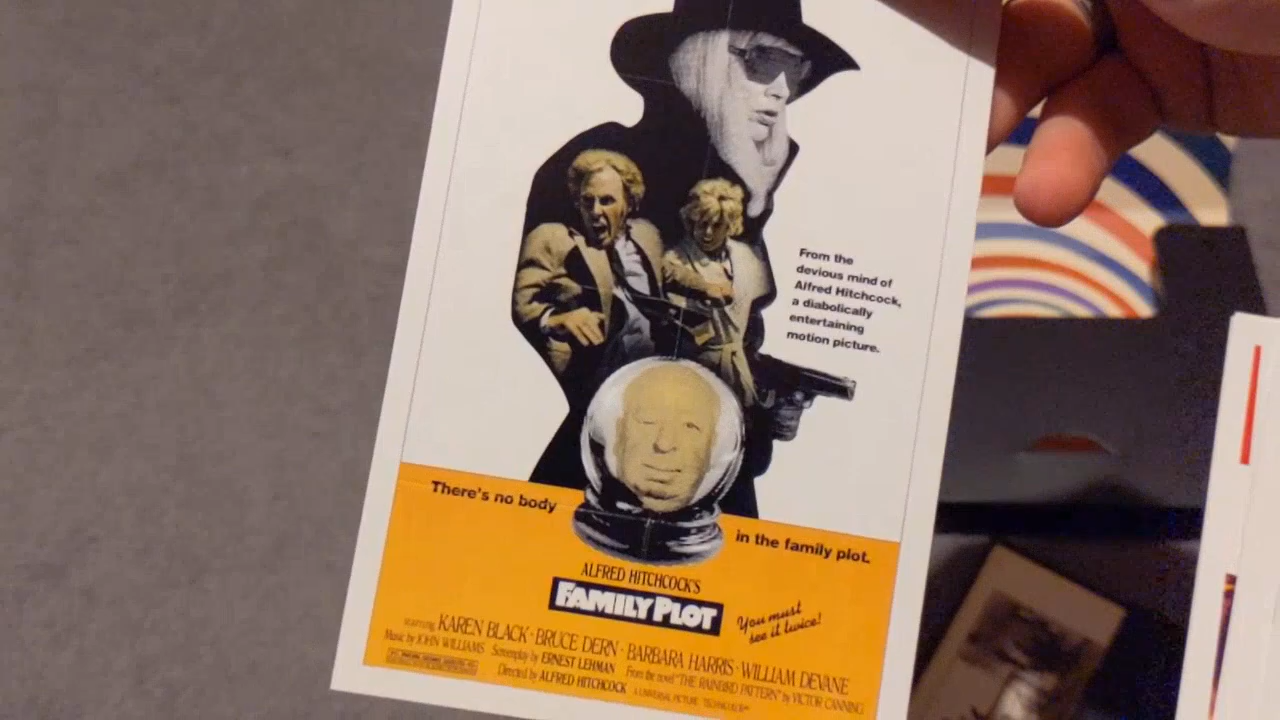 From the
devious mind of
Alfred Hitchcock,
a diabolically
entertaining
motion picture.
There's no body
in the family plot.
ALFRED HITCHCOCK'S
FAMILY PLOT
You must
see it twice!
starring KAREN BLACK · BRUCE DERN · BARBARA HARRIS · WILLIAM DEVANE
Music by JOHN WILLIAMS Screenplay by ERNEST LEHMAN From the novel "THE RAINBIRD PATTERN" by VICTOR CANNING
Directed by ALFRED HITCHCOCK A UNIVERSAL PICTURE TECHNICOLOR®